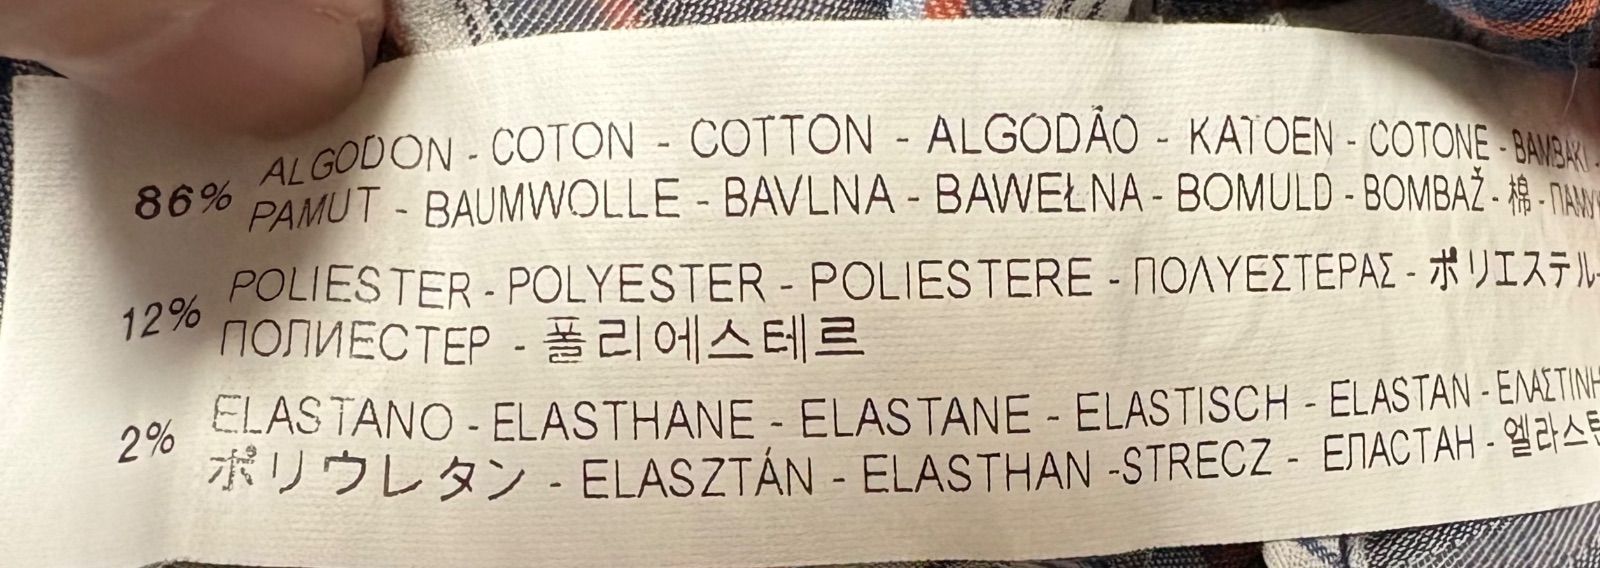 86% ALGODON - COTON - COTTON - ALGODÃO - KATOEN - COTONE - BAMBAKI -
PAMUT - BAUMWOLLE - BAVLNA - BAWEŁNA - BOMULD - BOMBAŽ - 棉 -
12% POLIESTER - POLYESTER - POLIESTERE - ΠΟΛΥΕΣΤΕΡΑΣ - ポリエステル -
ПОЛИЕСТЕР - 폴리에스테르
2% ELASTANO - ELASTHANE - ELASTANE - ELASTISCH - ELASTAN -
ポリウレタン - ELASZTÁN - ELASTHAN -STRECZ - ЕПАСТАН -